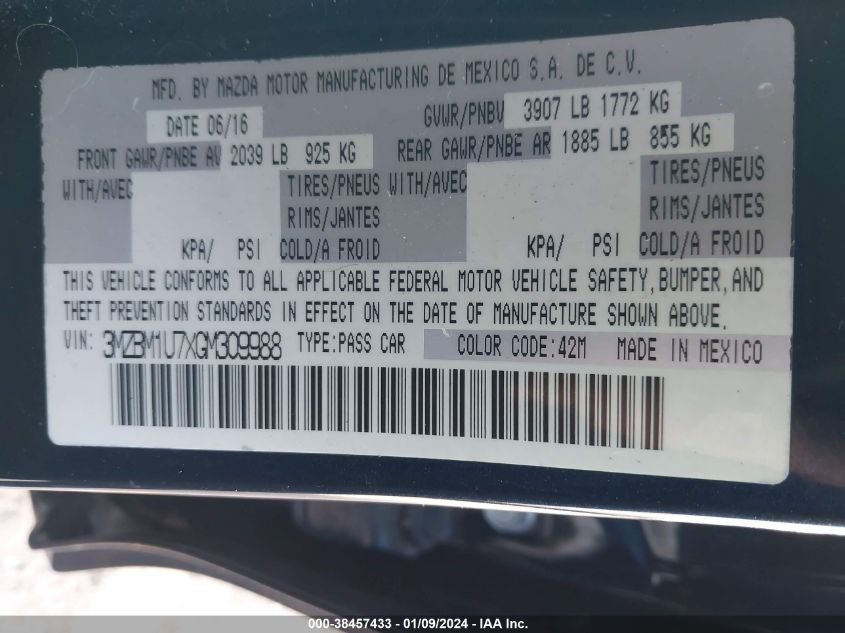 MFD. BY MAZDA MOTOR MANUFACTURING DE MEXICO S.A. DE C.V.
DATE 06/16 GVWR/PNBV 3907 LB 1772 KG
FRONT GAWR/PNBE AV 2039 LB 925 KG REAR GAWR/PNBE AR 1885 LB 855 KG
WITH/AVEC TIRES/PNEUS WITH/AVEC TIRES/PNEUS
RIMS/JANTES RIMS/JANTES
KPA/ PSI COLD/A FROID KPA/ PSI COLD/A FROID
THIS VEHICLE CONFORMS TO ALL APPLICABLE FEDERAL MOTOR VEHICLE SAFETY, BUMPER, AND
THEFT PREVENTION STANDARDS IN EFFECT ON THE DATE OF MANUFACTURE SHOWN ABOVE.
VIN: 3MZBM1U7XGM309988 TYPE:PASS CAR COLOR CODE:42M MADE IN MEXICO
000-38457433 - 01/09/2024 - IAA Inc.